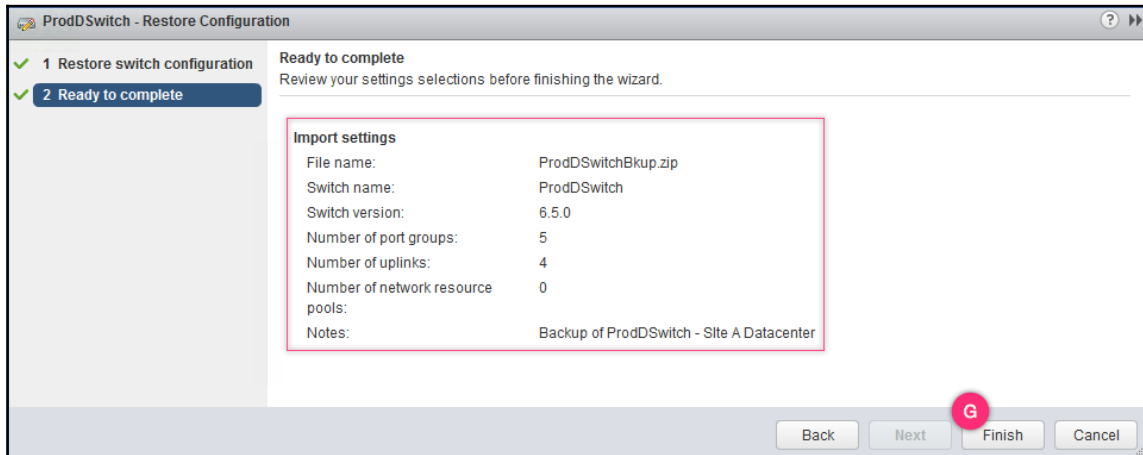 ProdDSwitch - Restore Configuration
?
1 Restore switch configuration
2 Ready to complete
Ready to complete
Review your settings selections before finishing the wizard.
Import settings
File name: ProdDSwitchBkup.zip
Switch name: ProdDSwitch
Switch version: 6.5.0
Number of port groups: 5
Number of uplinks: 4
Number of network resource pools: 0
Notes: Backup of ProdDSwitch - SIte A Datacenter
G
Back Next Finish Cancel